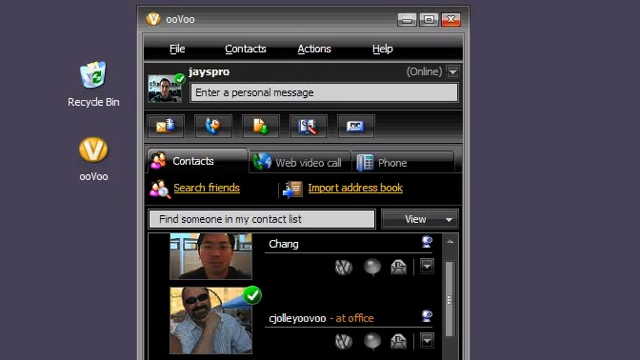 ooVoo
File Contacts Actions Help
jayspro (Online)
Enter a personal message
Recycle Bin
ooVoo
Contacts Web video call Phone
Search friends Import address book
Find someone in my contact list View
Chang
cjolleyoovoo - at office